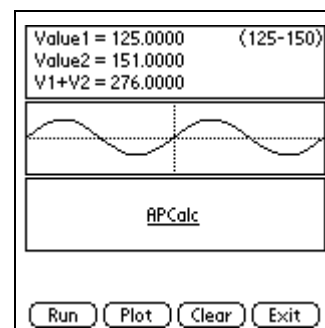 Value1 = 125.0000 (125-150)
Value2 = 151.0000
V1+V2 = 276.0000
APCalc
Run Plot Clear Exit